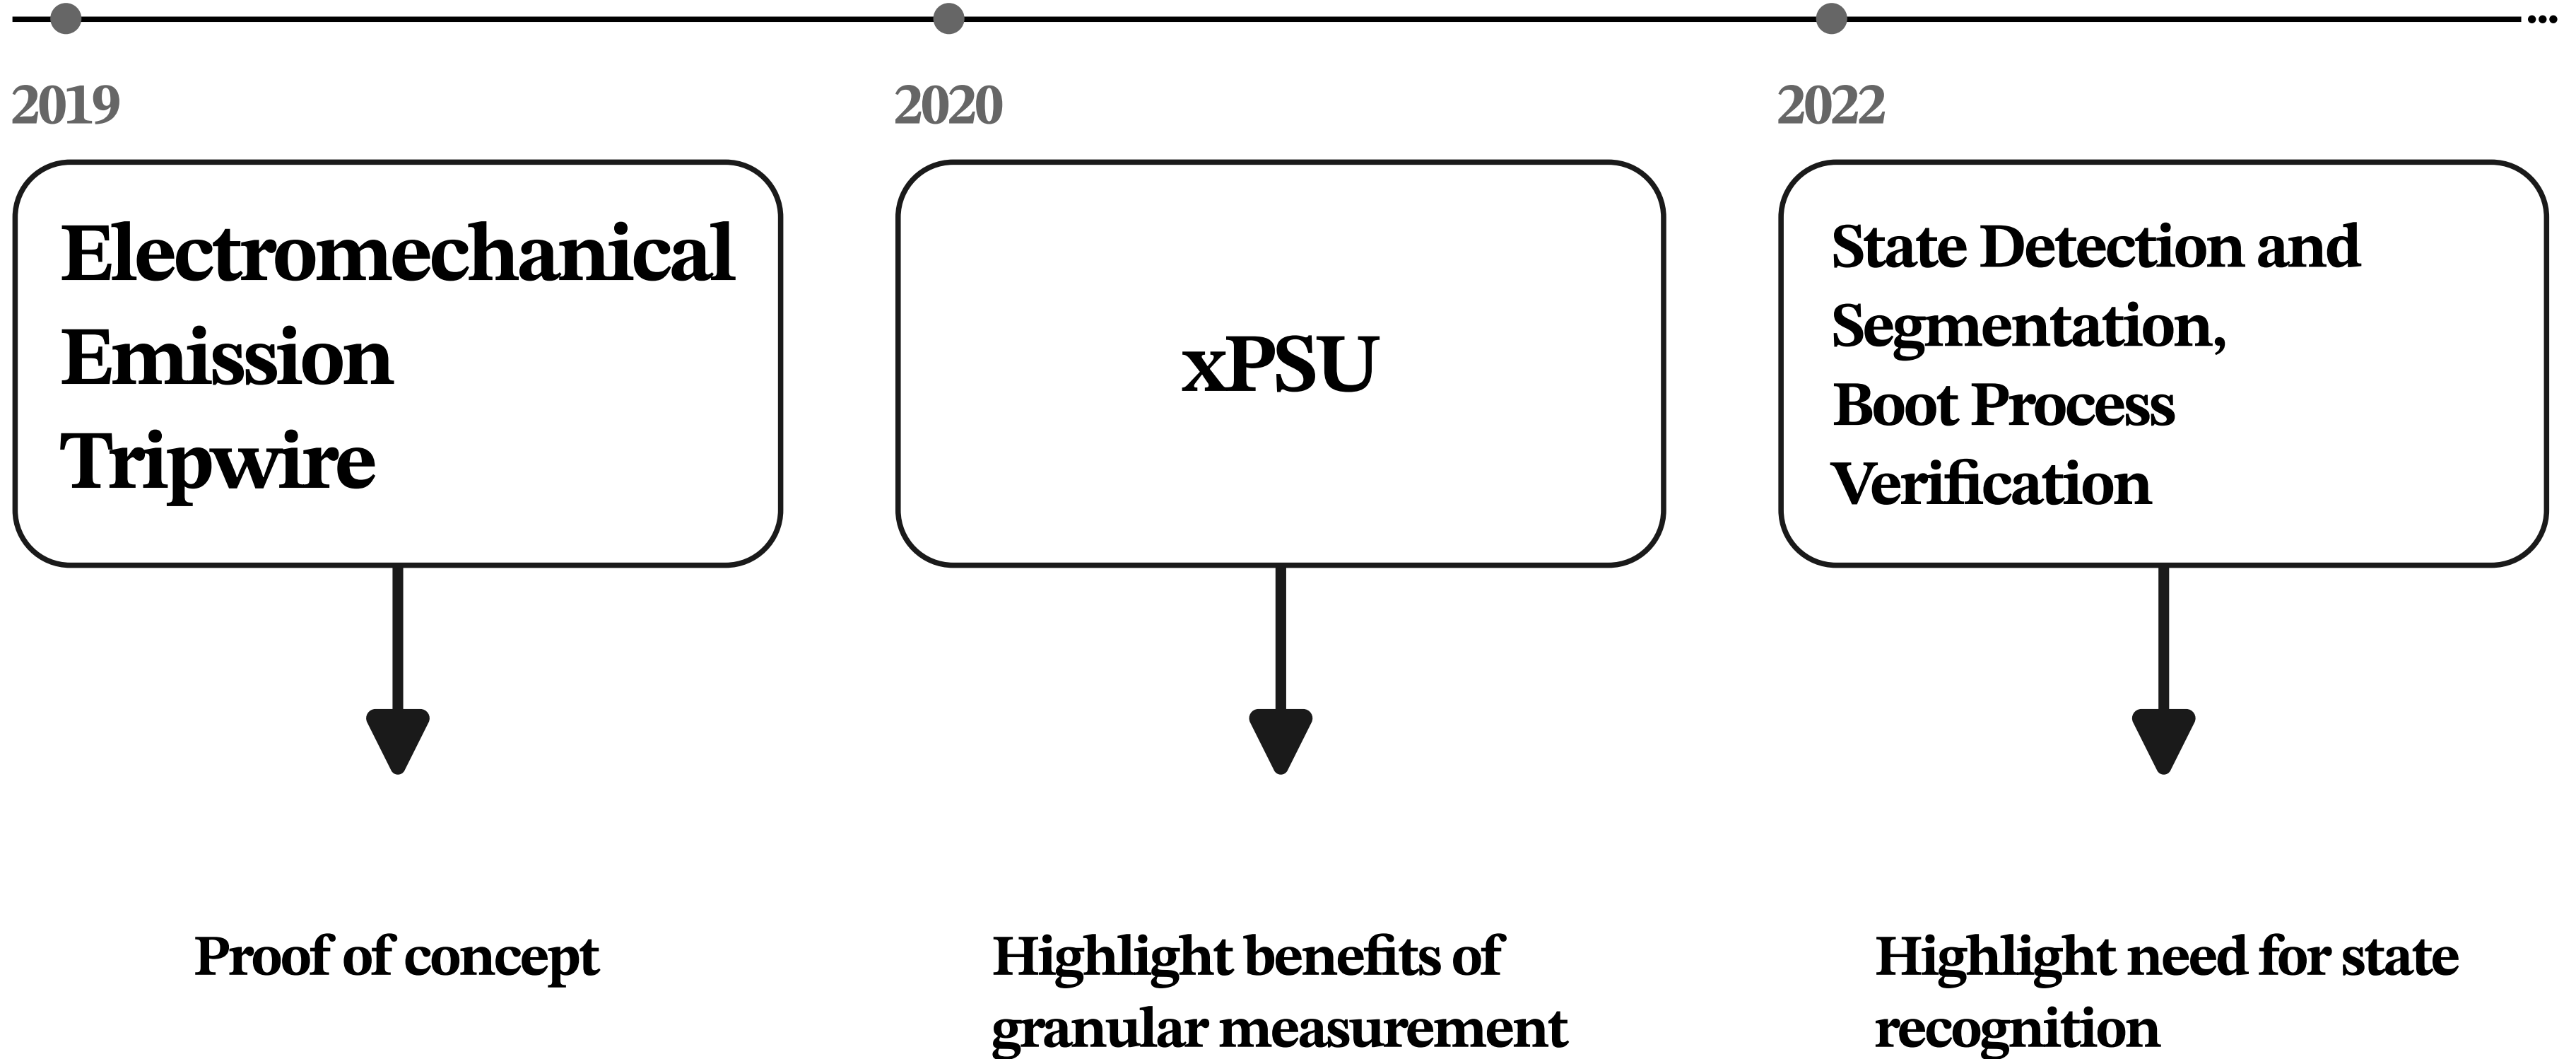 2019
Electromechanical
Emission
Tripwire
Proof of concept
2020
xPSU
Highlight benefits of
granular measurement
2022
State Detection and
Segmentation,
Boot Process
Verification
Highlight need for state
recognition